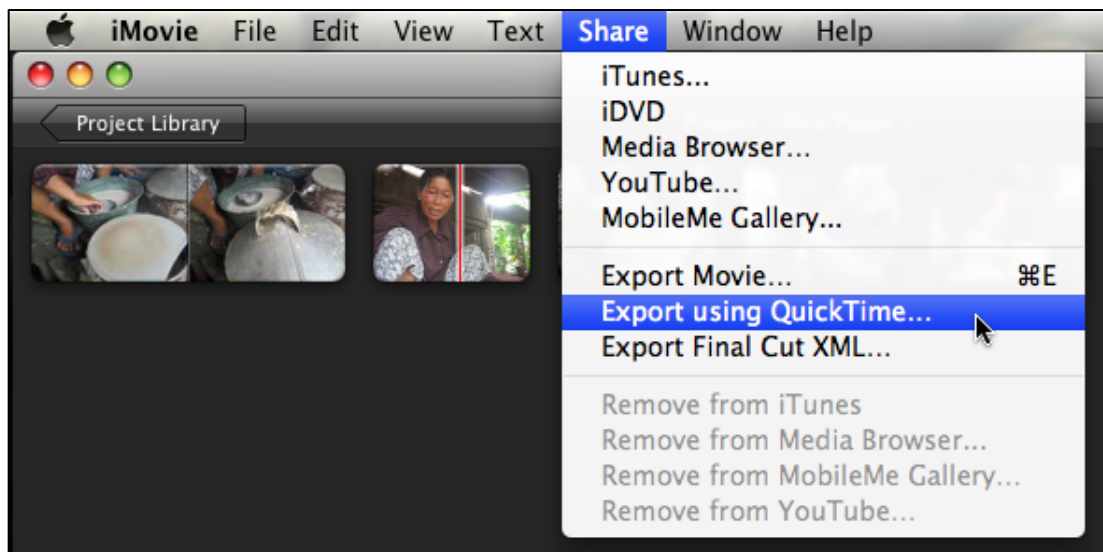 iMovie File Edit View Text Share Window Help
Project Library
iTunes...
iDVD
Media Browser...
YouTube...
MobileMe Gallery...
Export Movie... ⌘E
Export using QuickTime...
Export Final Cut XML...
Remove from iTunes
Remove from Media Browser...
Remove from MobileMe Gallery...
Remove from YouTube...